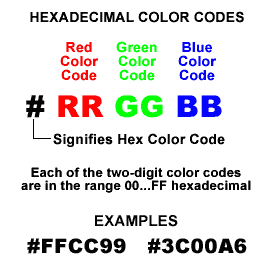 HEXADECIMAL COLOR CODES
Red Green Blue
Color Color Color
Code Code Code
# RR GG BB
Signifies Hex Color Code
Each of the two-digit color codes
are in the range 00...FF hexadecimal
EXAMPLES
#FFCC99 #3C00A6